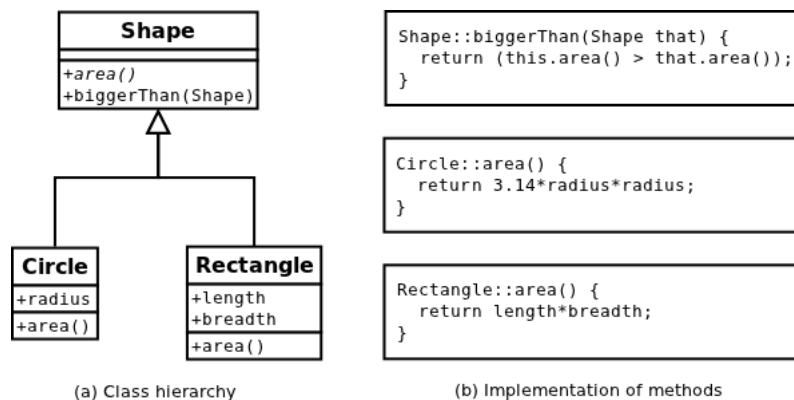 Shape
+area()
+biggerThan(Shape)
Circle
+radius
+area()
Rectangle
+length
+breadth
+area()
(a) Class hierarchy
Shape::biggerThan(Shape that) {
return (this.area() > that.area());
}
Circle::area() {
return 3.14*radius*radius;
}
Rectangle::area() {
return length*breadth;
}
(b) Implementation of methods